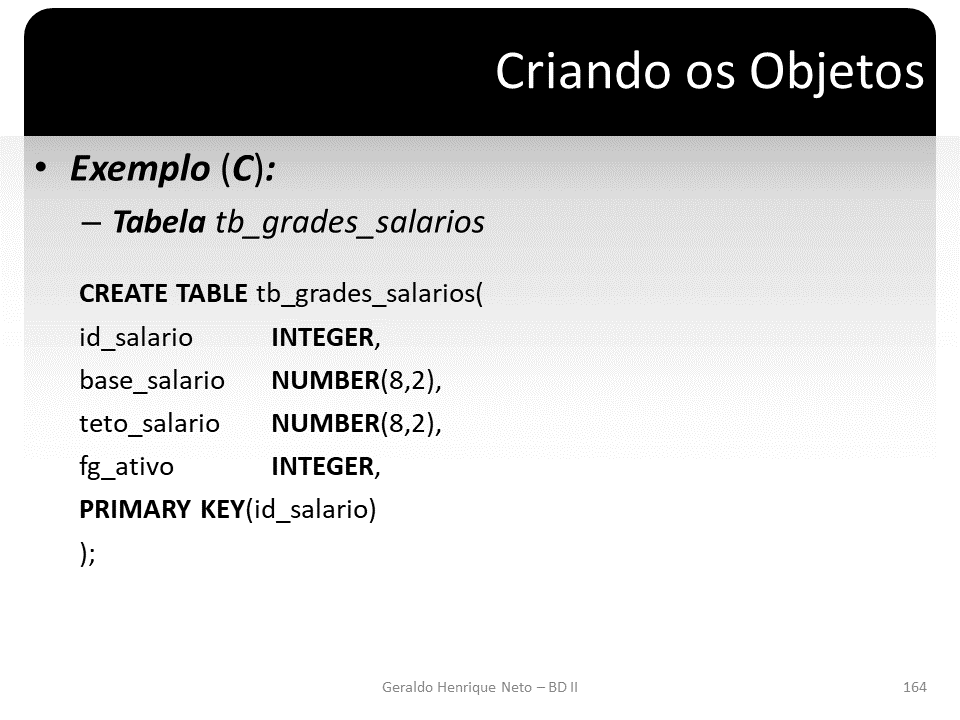 Criando os Objetos
• Exemplo (C):
– Tabela tb_grades_salarios
CREATE TABLE tb_grades_salarios(
id_salario INTEGER,
base_salario NUMBER(8,2),
teto_salario NUMBER(8,2),
fg_ativo INTEGER,
PRIMARY KEY(id_salario)
);
Geraldo Henrique Neto – BD II 164